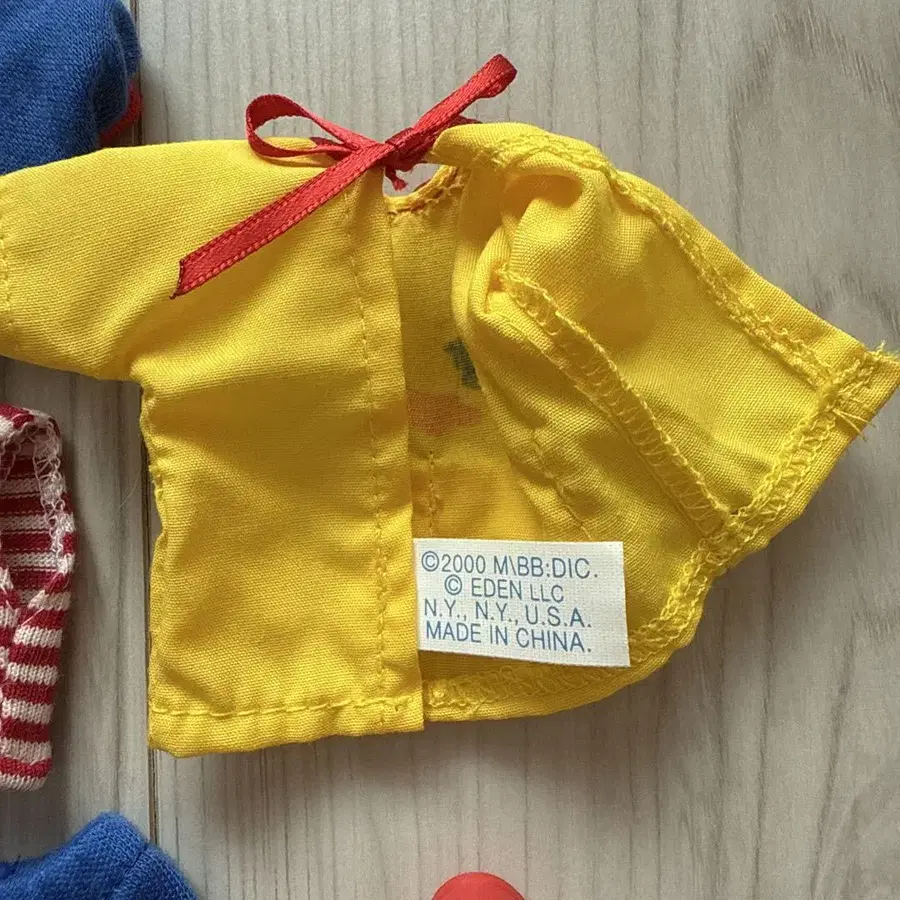 ©2000 M\BB:DIC.
© EDEN LLC
N.Y., N.Y., U.S.A.
MADE IN CHINA.